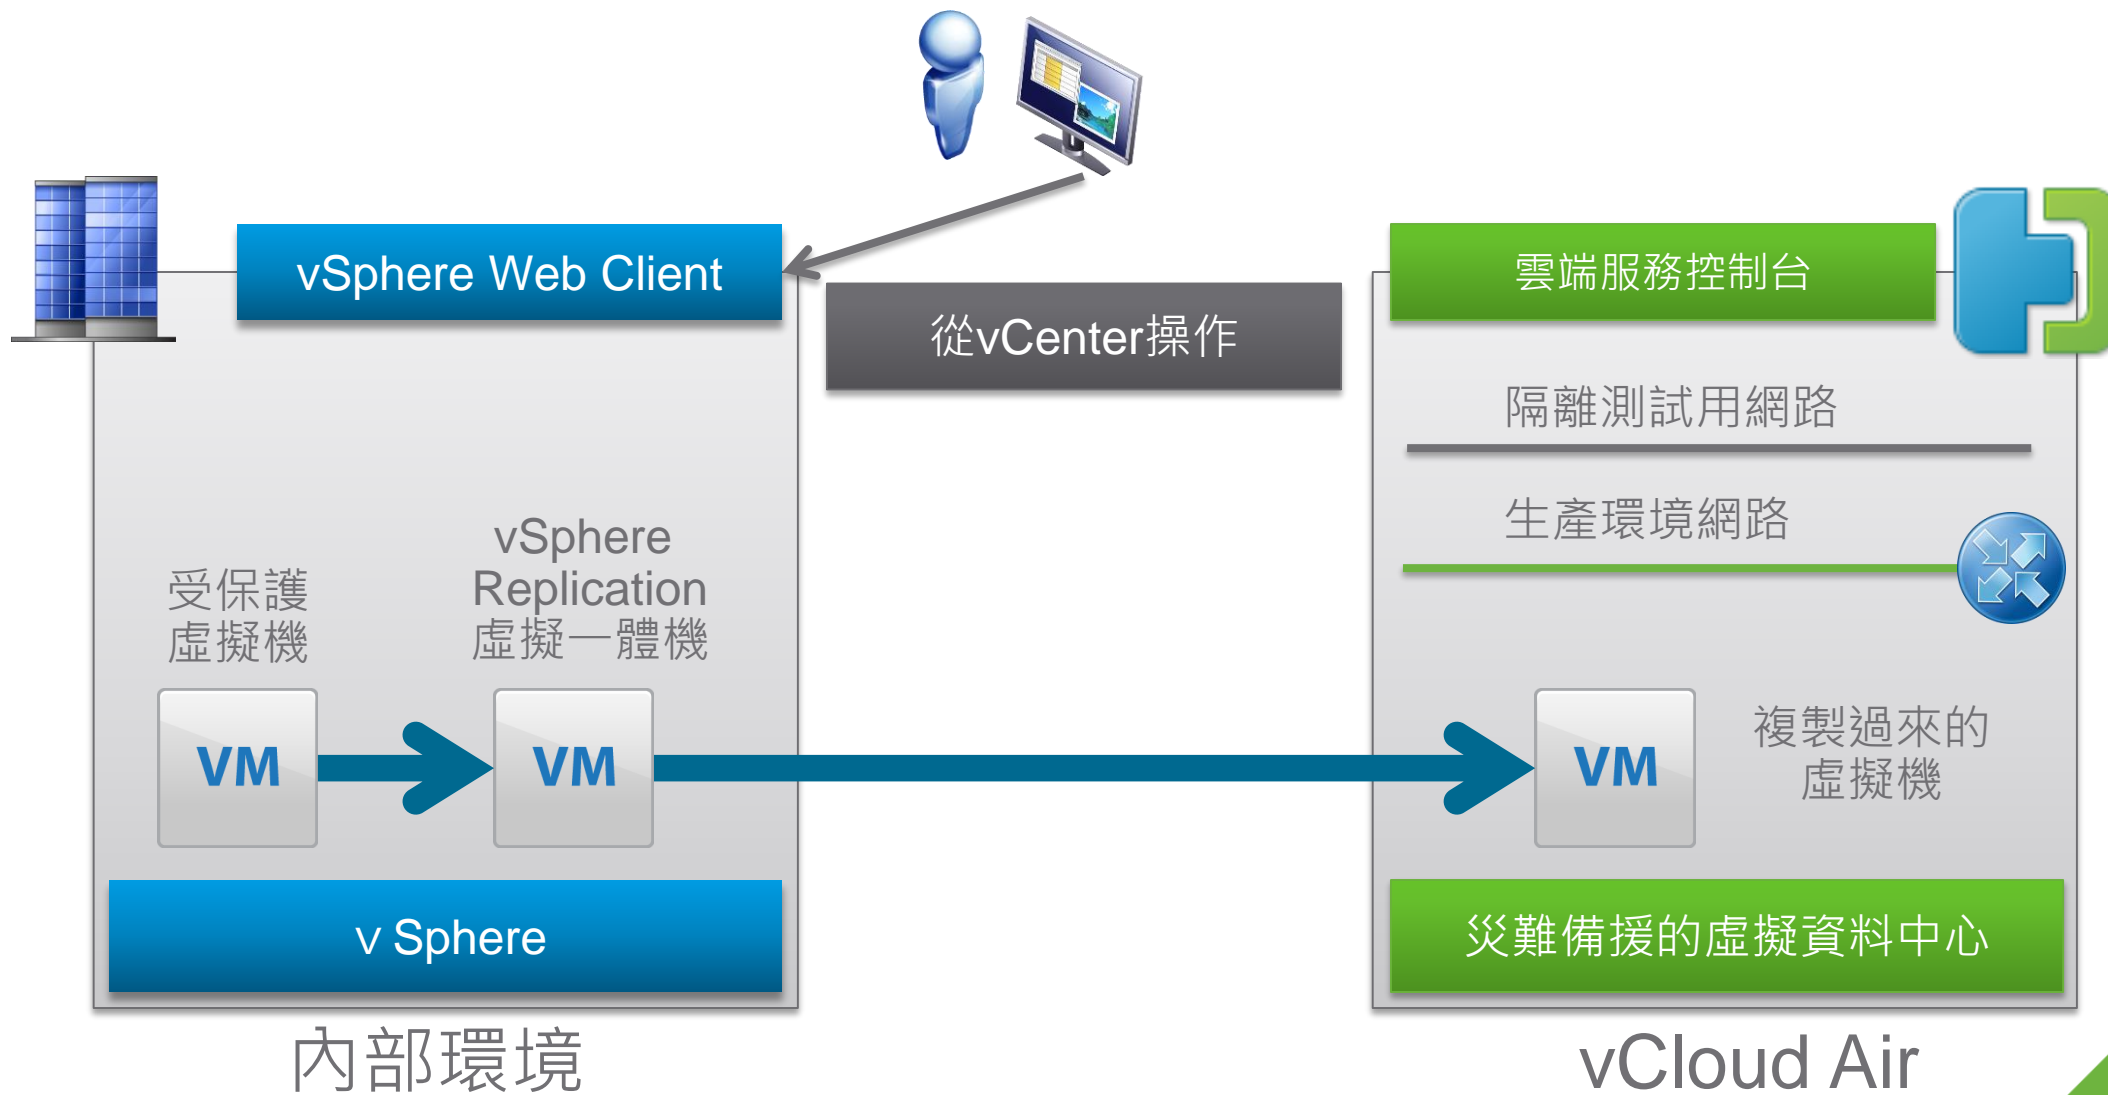 vSphere Web Client
從vCenter操作
雲端服務控制台
隔離測試用網路
生產環境網路
受保護
虛擬機
vSphere
Replication
虛擬一體機
VM
VM
VM
複製過來的
虛擬機
v Sphere
災難備援的虛擬資料中心
內部環境
vCloud Air